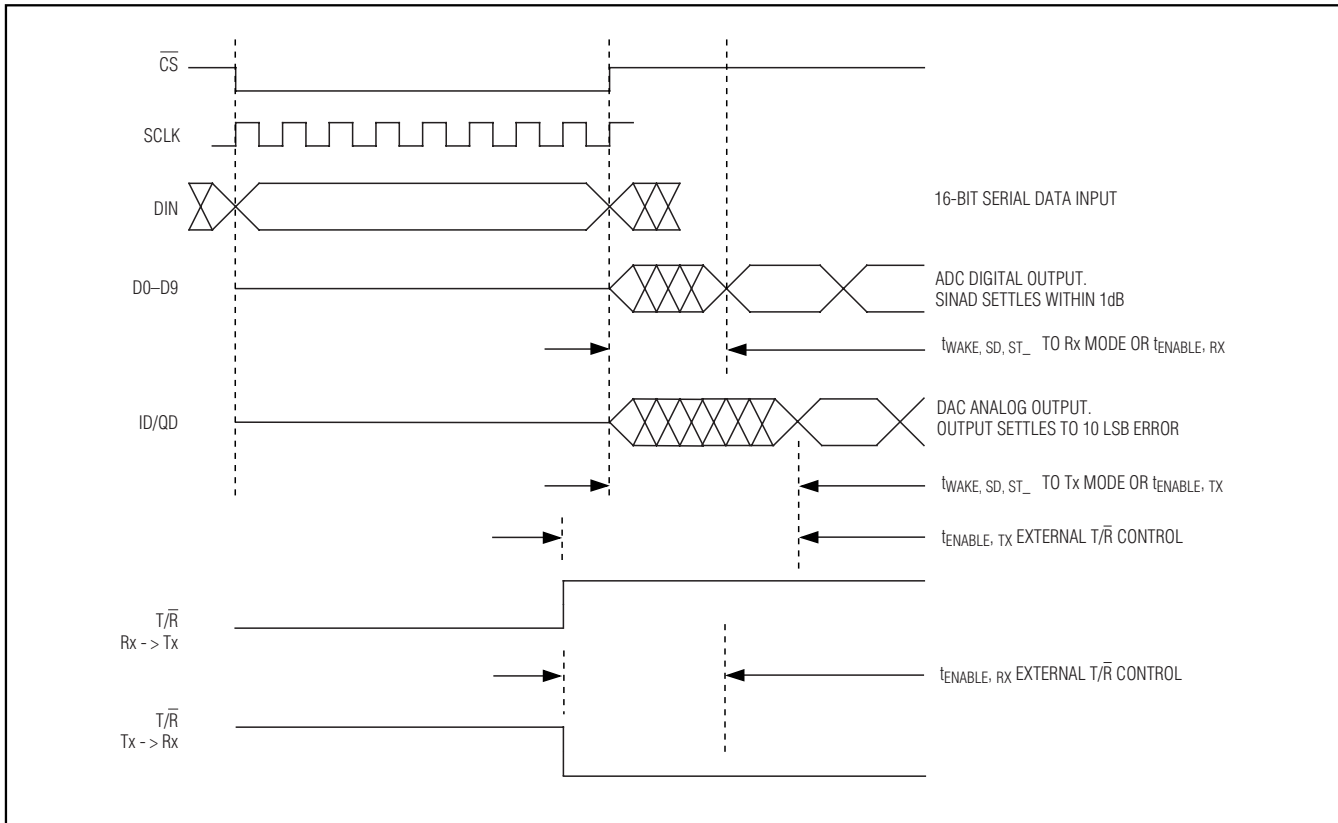 C̅S̅
SCLK
DIN
16-BIT SERIAL DATA INPUT
D0–D9
ADC DIGITAL OUTPUT.
SINAD SETTLES WITHIN 1dB
tWAKE, SD, ST_ TO Rx MODE OR tENABLE, RX
ID/QD
DAC ANALOG OUTPUT.
OUTPUT SETTLES TO 10 LSB ERROR
tWAKE, SD, ST_ TO Tx MODE OR tENABLE, TX
tENABLE, TX EXTERNAL T/R̅ CONTROL
T/R̅
Rx - > Tx
tENABLE, RX EXTERNAL T/R̅ CONTROL
T/R̅
Tx - > Rx